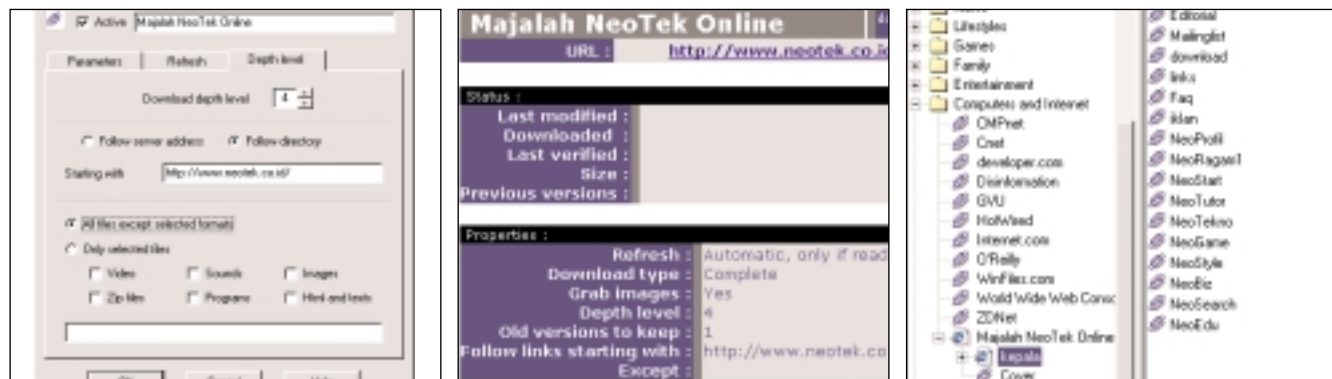 Active Majalah NeoTek Online
Parameters Refresh Depth level
Download depth level 4
Follow server address Follow directory
Starting with http://www.neotek.co.id/
All files except selected formats
Only selected files
Video Sounds Images
Zip files Programs Html and texts
Majalah NeoTek Online
URL : http://www.neotek.co.id
Status :
Last modified :
Downloaded :
Last verified :
Size :
Previous versions :
Properties :
Refresh : Automatic, only if read
Download type : Complete
Grab images : Yes
Depth level : 4
Old versions to keep : 1
Follow links starting with : http://www.neotek.co
Except :
Lifestyles
Games
Family
Entertainment
Computers and Internet
CMPnet
Cnet
developer.com
Disinformation
GVU
HotWired
Internet.com
O'Reilly
WinFiles.com
World Wide Web Consc
ZDNet
Majalah NeoTek Online
kepala
Cover
Editorial
Mailinglist
download
links
Faq
iklan
NeoProfil
NeoRagam1
NeoStart
NeoTutor
NeoTekno
NeoGame
NeoStyle
NeoBiz
NeoSearch
NeoEdu